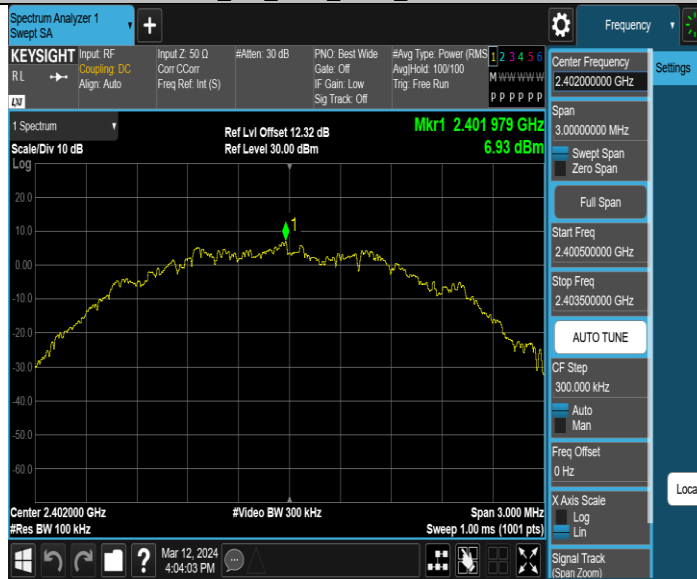 Spectrum Analyzer 1
Swept SA
Frequency
KEYSIGHT
RL
LXI
Input: RF
Coupling: DC
Align: Auto
Input Z: 50 Ω
Corr CCorr
Freq Ref: Int (S)
#Atten: 30 dB
PNO: Best Wide
Gate: Off
IF Gain: Low
Sig Track: Off
#Avg Type: Power (RMS
Avg|Hold: 100/100
Trig: Free Run
1 2 3 4 5 6
M W W W W W
P P P P P P
Settings
1 Spectrum
Scale/Div 10 dB
Log
Ref Lvl Offset 12.32 dB
Ref Level 30.00 dBm
Mkr1 2.401 979 GHz
6.93 dBm
1
20.0
10.0
0.00
-10.0
-20.0
-30.0
-40.0
-50.0
-60.0
Center 2.402000 GHz
#Video BW 300 kHz
Span 3.000 MHz
#Res BW 100 kHz
Sweep 1.00 ms (1001 pts)
?
Mar 12, 2024
4:04:03 PM
Center Frequency
2.402000000 GHz
Span
3.00000000 MHz
Swept Span
Zero Span
Full Span
Start Freq
2.400500000 GHz
Stop Freq
2.403500000 GHz
AUTO TUNE
CF Step
300.000 kHz
Auto
Man
Freq Offset
0 Hz
X Axis Scale
Log
Lin
Signal Track
(Span Zoom)
Loca